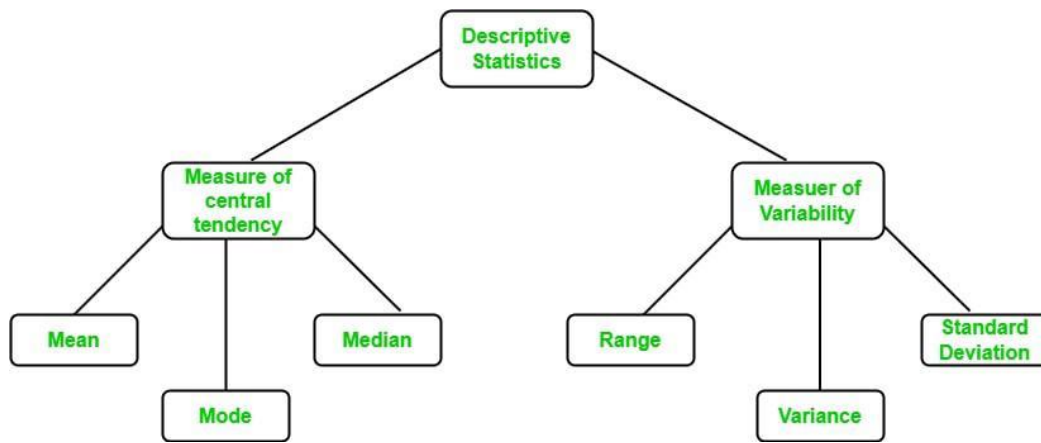 Descriptive
Statistics
Measure of
central
tendency
Measuer of
Variability
Mean
Median
Range
Standard
Deviation
Mode
Variance